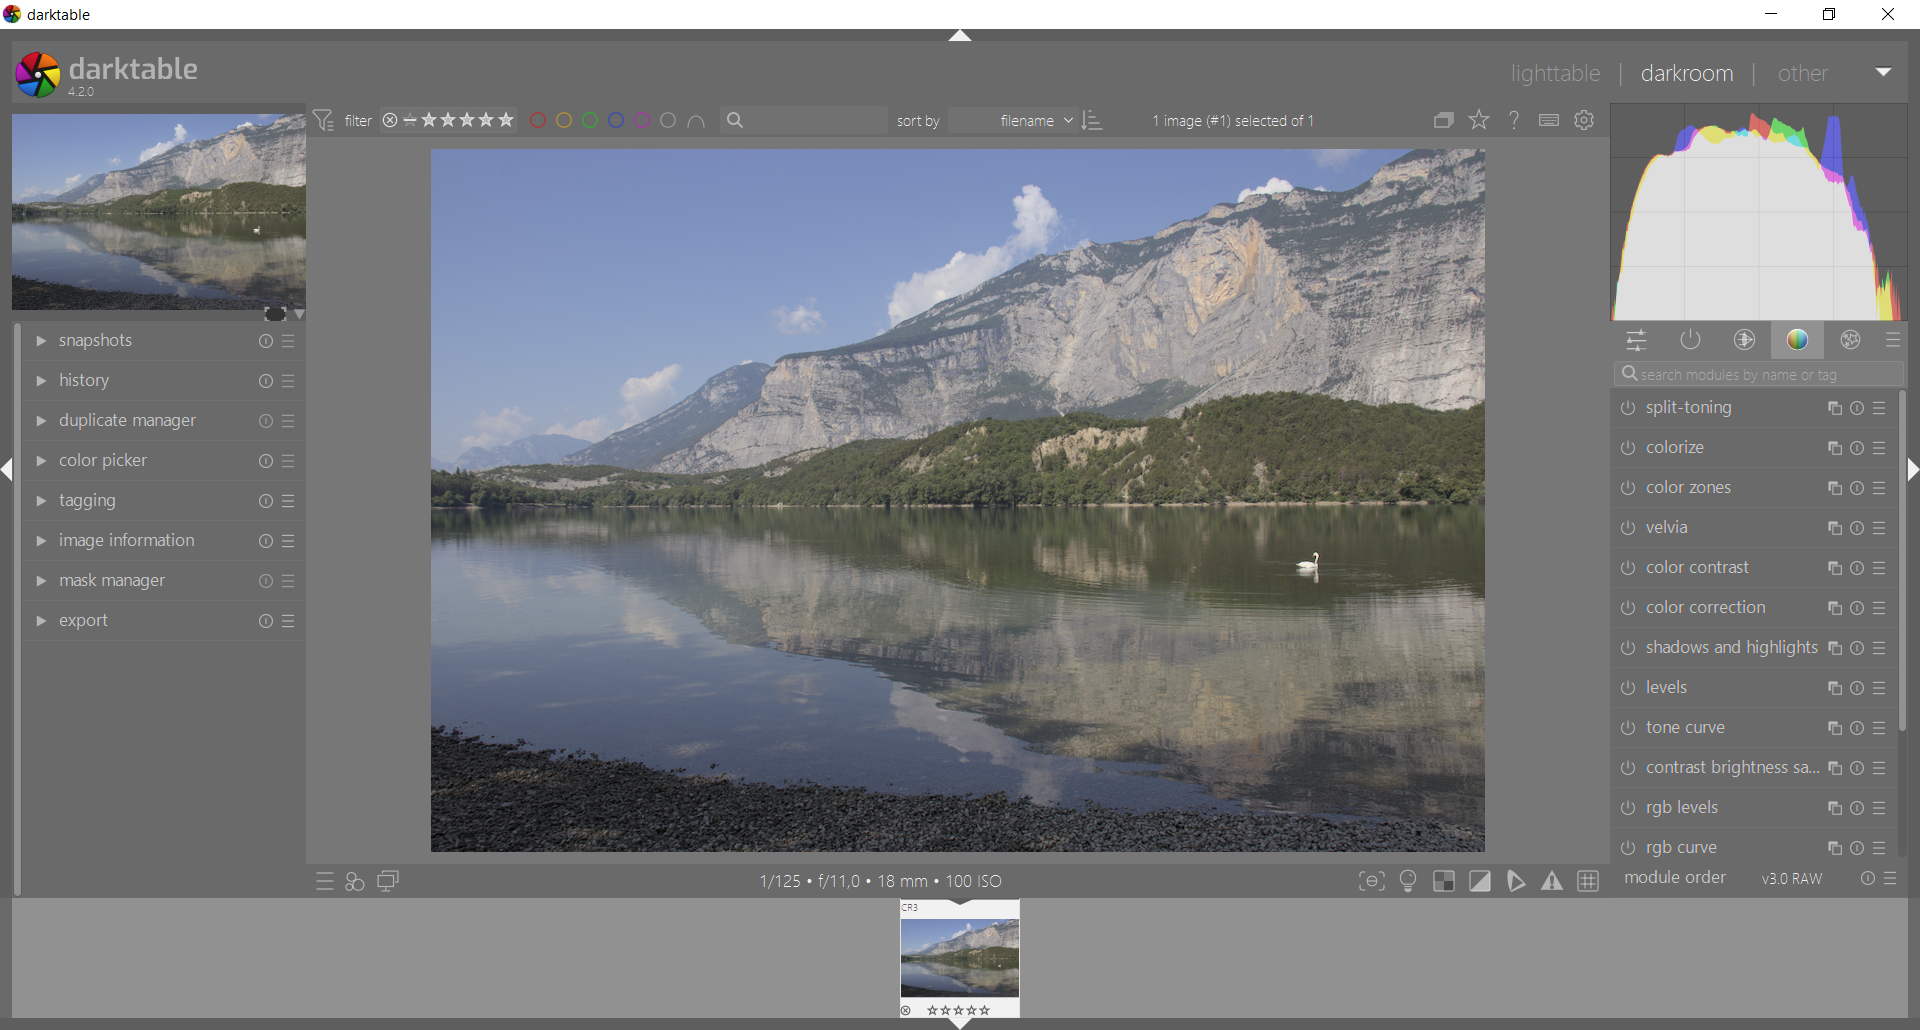 darktable
darktable
4.2.0
lighttable | darkroom | other
filter
sort by filename
1 image (#1) selected of 1
?
snapshots
history
duplicate manager
color picker
tagging
image information
mask manager
export
search modules by name or tag
split-toning
colorize
color zones
velvia
color contrast
color correction
shadows and highlights
levels
tone curve
contrast brightness sa...
rgb levels
rgb curve
module order v3.0 RAW
1/125 • f/11,0 • 18 mm • 100 ISO
CR3